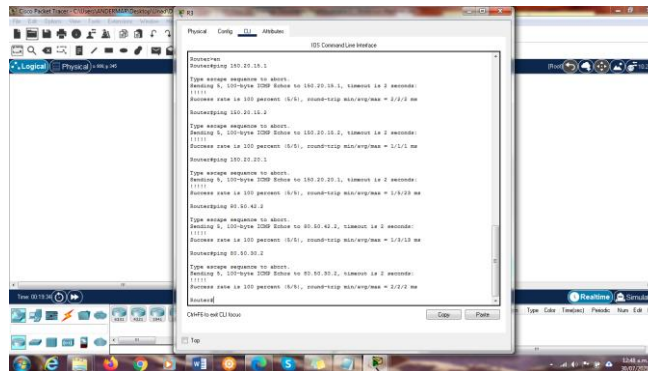 R3
Physical Config CLI Attributes
IOS Command Line Interface
Router>en
Router#ping 150.20.15.1
Type escape sequence to abort.
Sending 5, 100-byte ICMP Echos to 150.20.15.1, timeout is 2 seconds:
!!!!!
Success rate is 100 percent (5/5), round-trip min/avg/max = 2/2/2 ms
Router#ping 150.20.15.2
Type escape sequence to abort.
Sending 5, 100-byte ICMP Echos to 150.20.15.2, timeout is 2 seconds:
!!!!!
Success rate is 100 percent (5/5), round-trip min/avg/max = 1/1/1 ms
Router#ping 150.20.20.1
Type escape sequence to abort.
Sending 5, 100-byte ICMP Echos to 150.20.20.1, timeout is 2 seconds:
!!!!!
Success rate is 100 percent (5/5), round-trip min/avg/max = 1/5/23 ms
Router#ping 80.50.42.2
Type escape sequence to abort.
Sending 5, 100-byte ICMP Echos to 80.50.42.2, timeout is 2 seconds:
!!!!!
Success rate is 100 percent (5/5), round-trip min/avg/max = 1/3/13 ms
Router#ping
Type escape sequence to abort.
Sending 5, 100-byte ICMP Echos to timeout is 2 seconds:
!!!!!
Success rate is 100 percent (5/5), round-trip min/avg/max = 2/2/2 ms
Router#
Ctrl+F6 to exit CLI focus
Copy Paste
Top
Logical Physical
[Root]
Time: 00:19:34
Realtime
12:48 a.m.